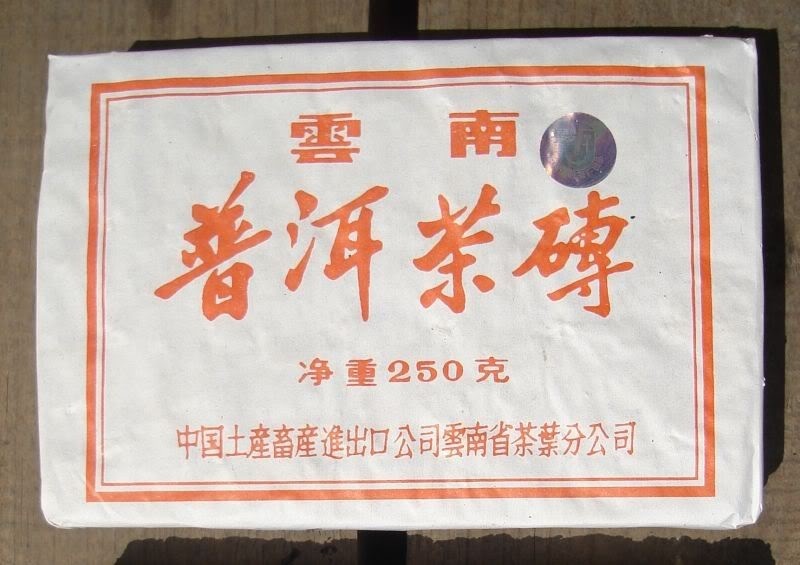 雲南
普洱茶磚
净重250克
中国土産畜産進出口公司雲南省茶葉分公司